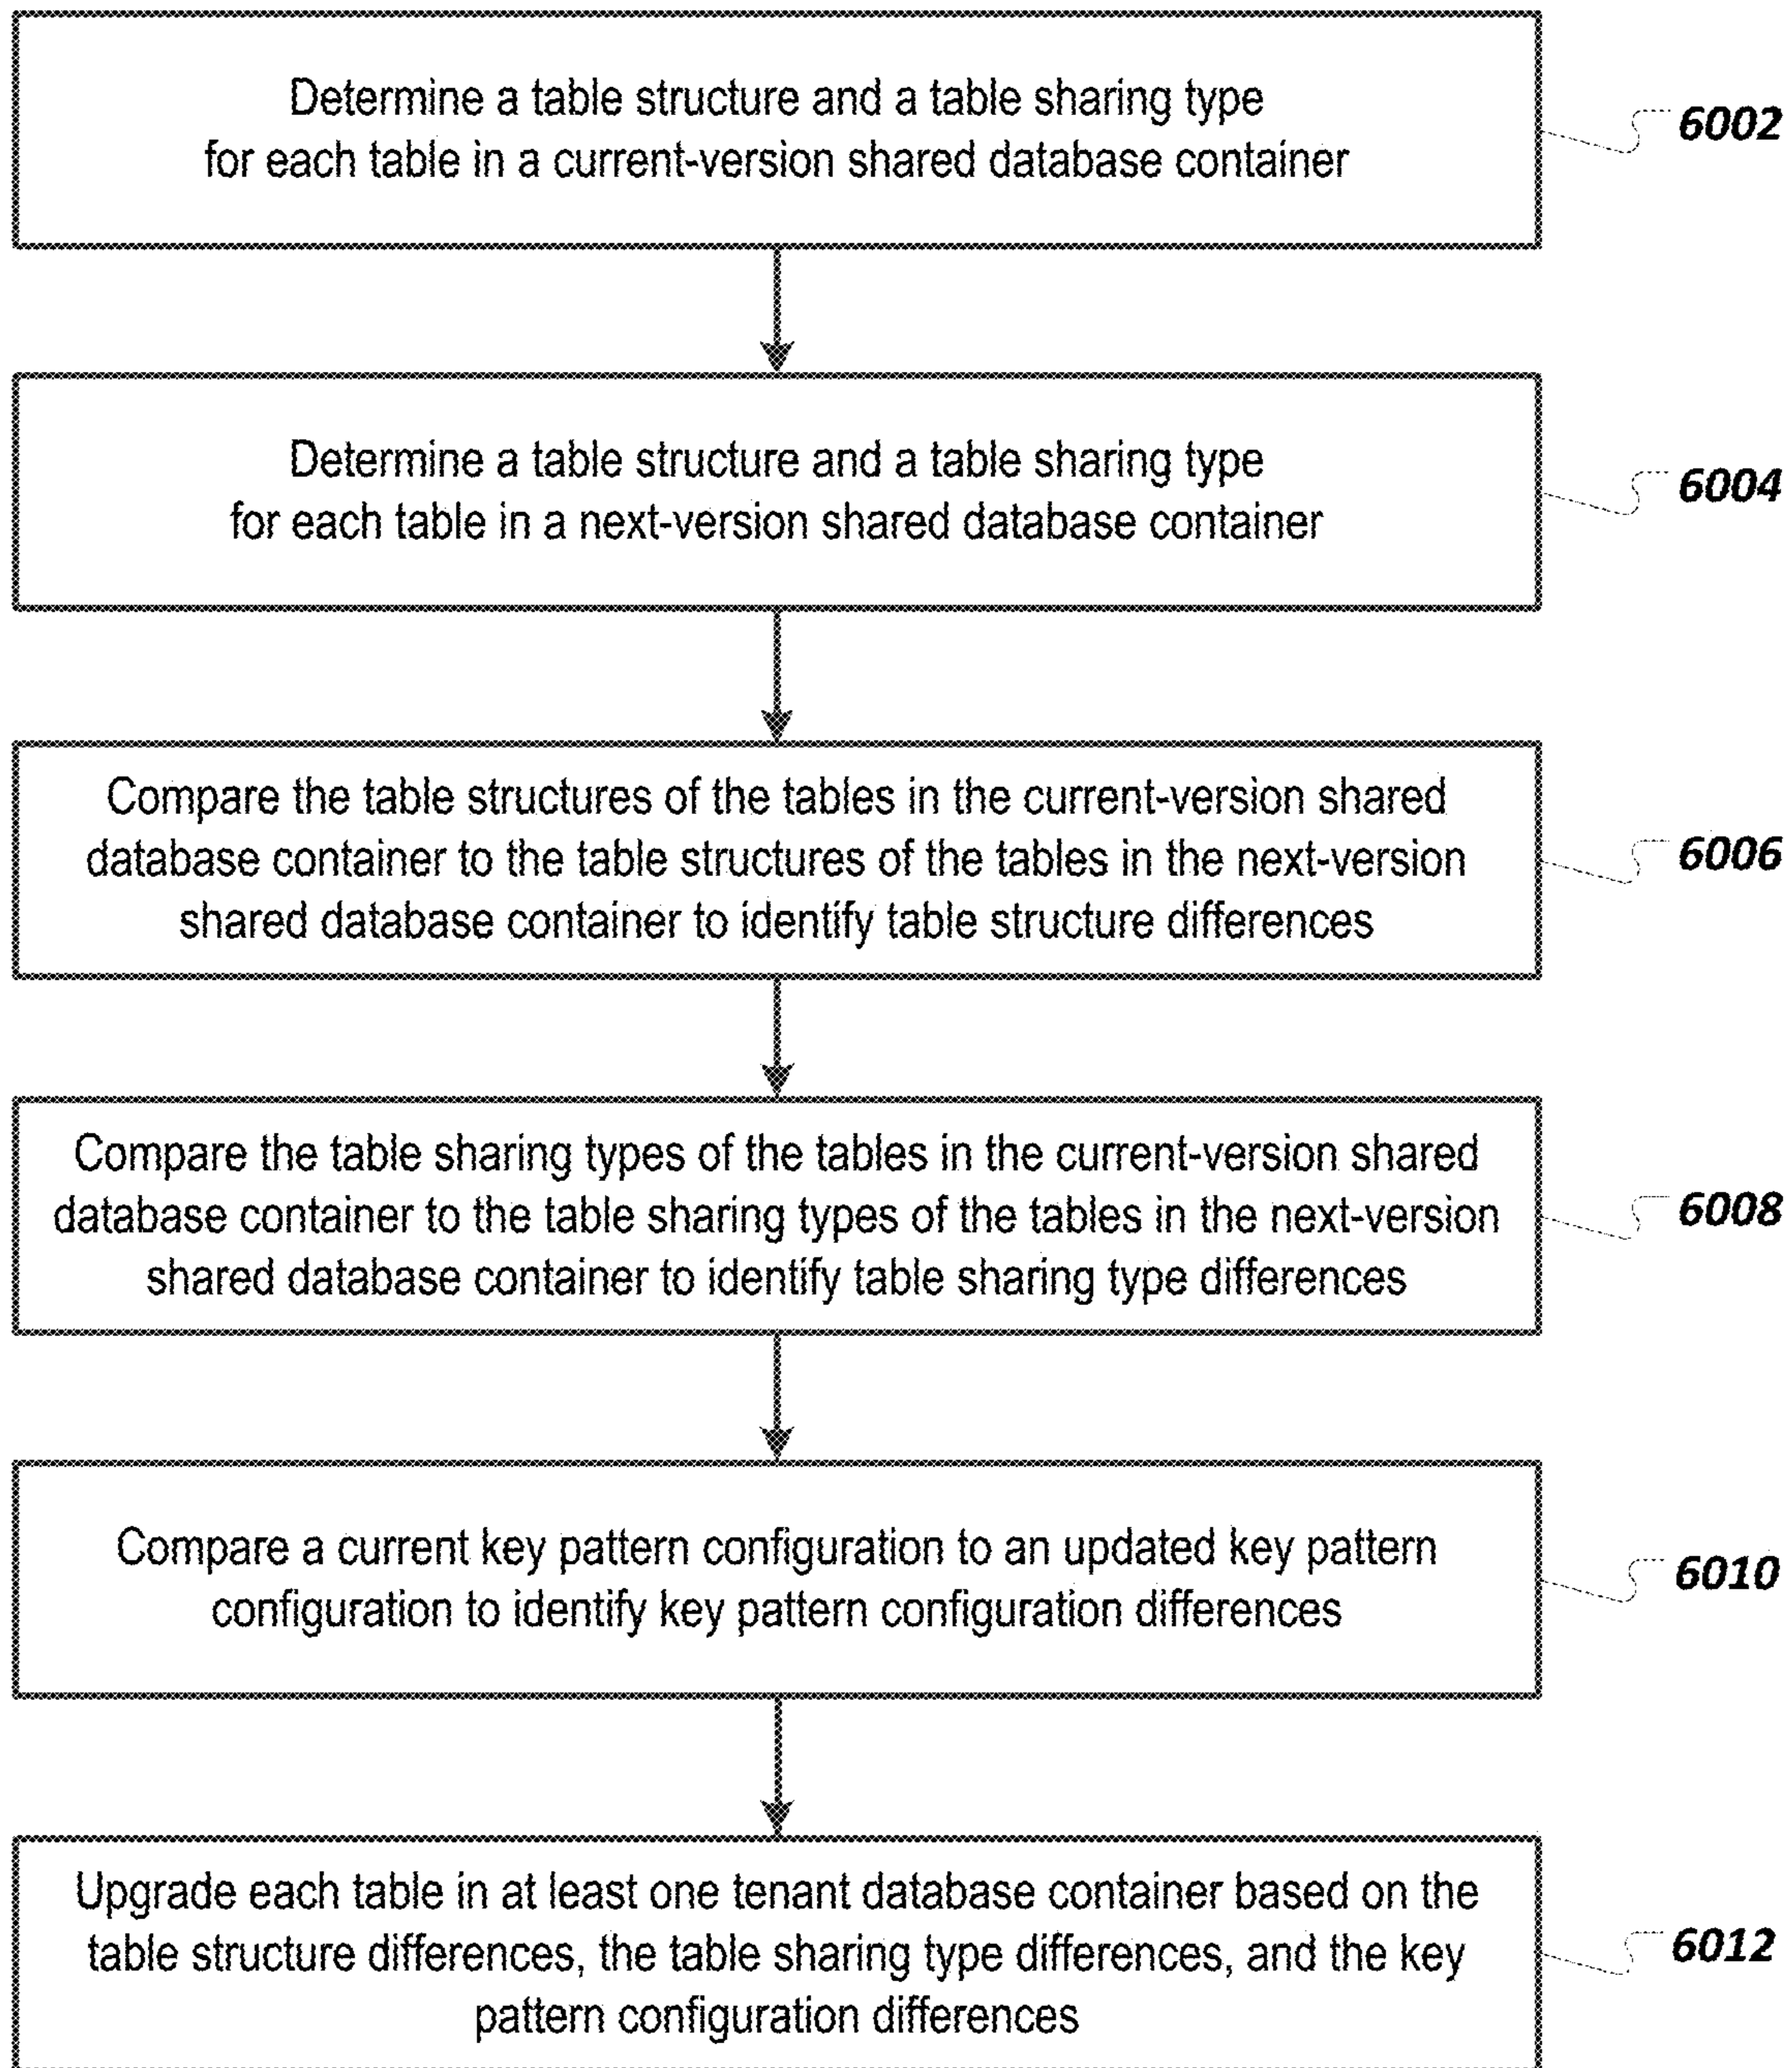 Determine a table structure and a table sharing type
for each table in a current-version shared database container
6002
Determine a table structure and a table sharing type
for each table in a next-version shared database container
6004
Compare the table structures of the tables in the current-version shared
database container to the table structures of the tables in the next-version
shared database container to identify table structure differences
6006
Compare the table sharing types of the tables in the current-version shared
database container to the table sharing types of the tables in the next-version
shared database container to identify table sharing type differences
6008
Compare a current key pattern configuration to an updated key pattern
configuration to identify key pattern configuration differences
6010
Upgrade each table in at least one tenant database container based on the
table structure differences, the table sharing type differences, and the key
pattern configuration differences
6012